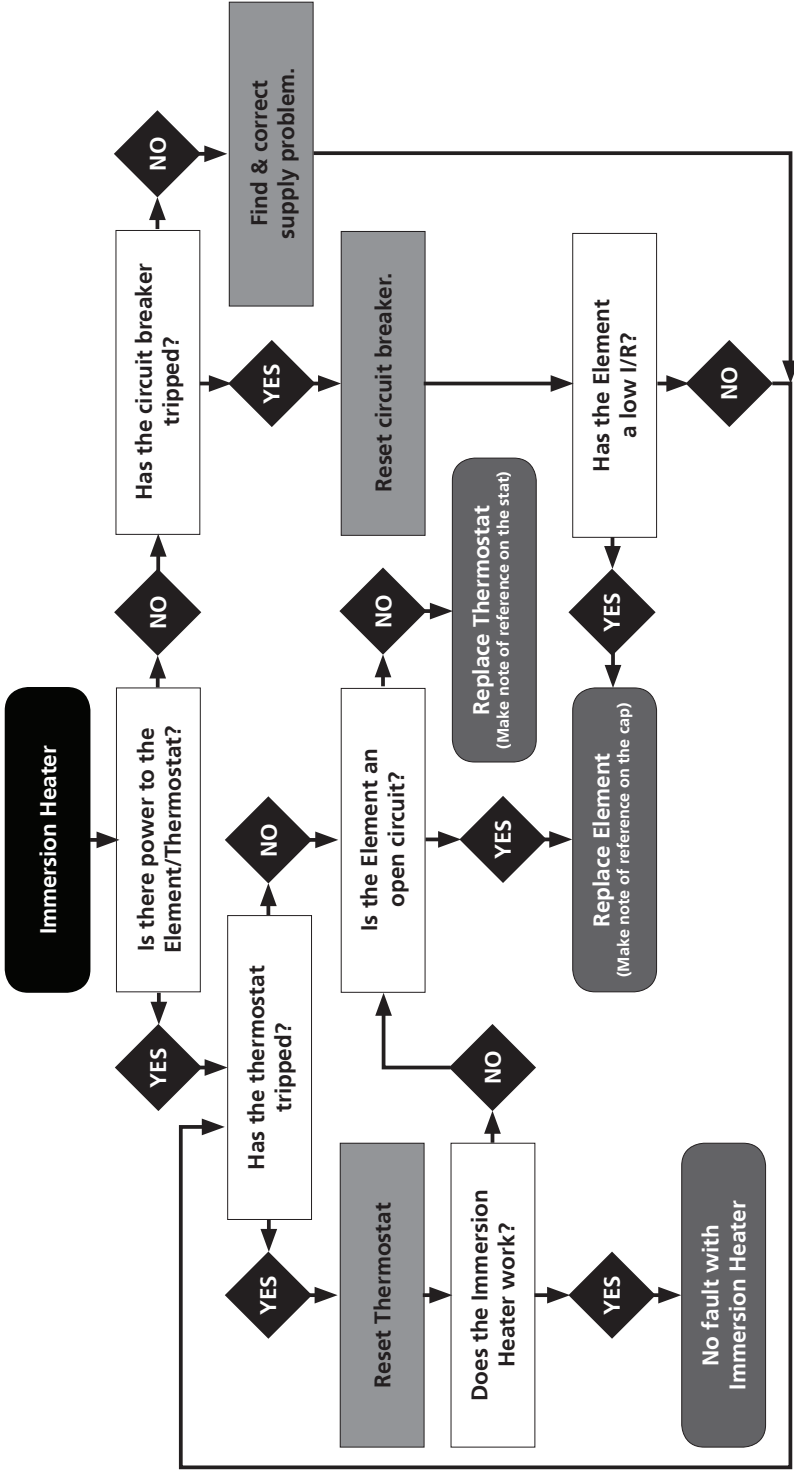 Immersion Heater
Is there power to the
Element/Thermostat?
YES
NO
Has the circuit breaker
tripped?
NO
Find & correct
supply problem.
YES
Reset circuit breaker.
Has the Element
a low I/R?
YES
NO
Has the thermostat
tripped?
YES
NO
Reset Thermostat
Does the Immersion
Heater work?
YES
NO
No fault with
Immersion Heater
Is the Element an
open circuit?
YES
NO
Replace Thermostat
(Make note of reference on the stat)
Replace Element
(Make note of reference on the cap)